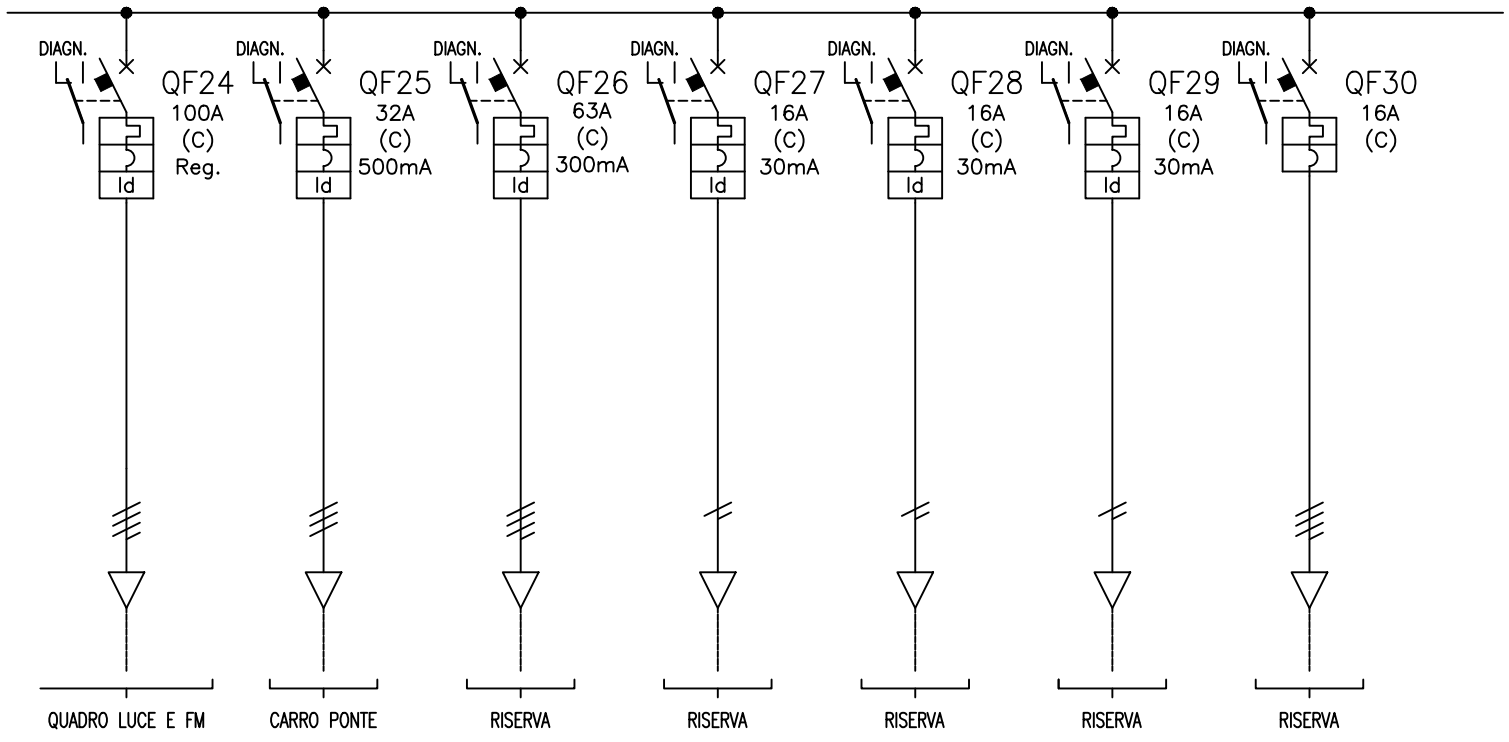 DIAGN. DIAGN. DIAGN. DIAGN. DIAGN. DIAGN. DIAGN.
QF24 QF25 QF26 QF27 QF28 QF29 QF30
100A 32A 63A 16A 16A 16A 16A
(C) (C) (C) (C) (C) (C) (C)
Reg. 500mA 300mA 30mA 30mA 30mA
Id Id Id Id Id Id
QUADRO LUCE E FM CARRO PONTE RISERVA RISERVA RISERVA RISERVA RISERVA